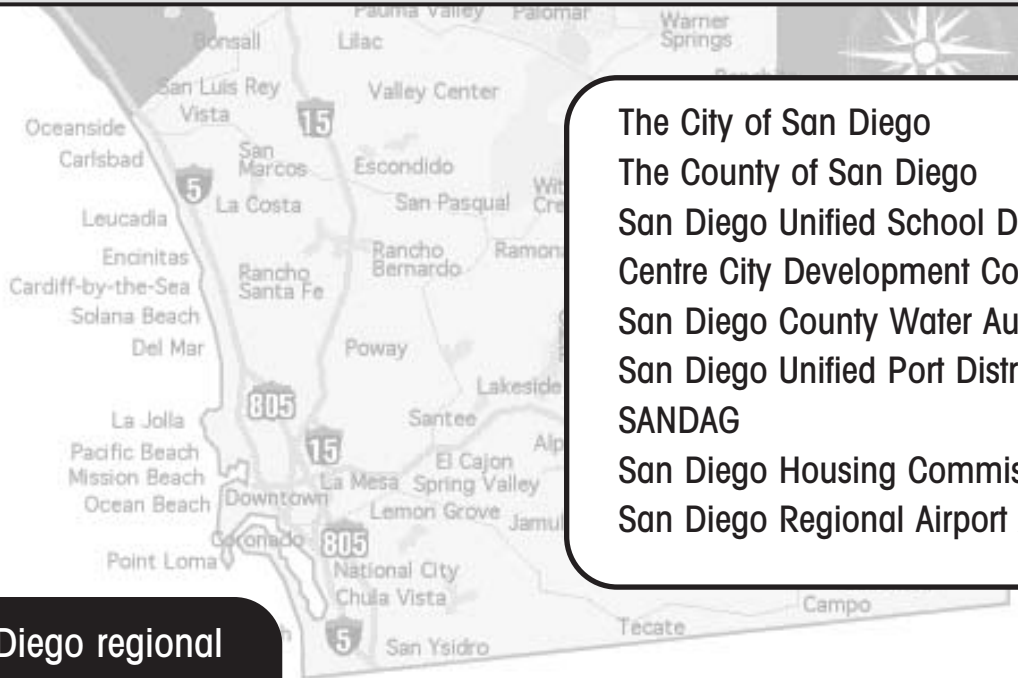 Pauma Valley
Palomar
Bonsall
Lilac
Warner
Springs
San Luis Rey
Valley Center
Vista
15
Oceanside
Carlsbad
San
Marcos
Escondido
5
La Costa
San Pasqual
Leucadia
Encinitas
Rancho
Bernardo
Cardiff-by-the-Sea
Rancho
Santa Fe
Solana Beach
Del Mar
Poway
Lakeside
805
La Jolla
Santee
15
Pacific Beach
El Cajon
Mission Beach
La Mesa
Spring Valley
Ocean Beach
Downtown
Lemon Grove
Jamul
Coronado
805
Point Loma
National City
Chula Vista
Campo
Tecate
5
San Ysidro
The City of San Diego
The County of San Diego
San Diego Unified School D
Centre City Development Co
San Diego County Water Au
San Diego Unified Port Distr
SANDAG
San Diego Housing Commis
San Diego Regional Airport
Diego regional